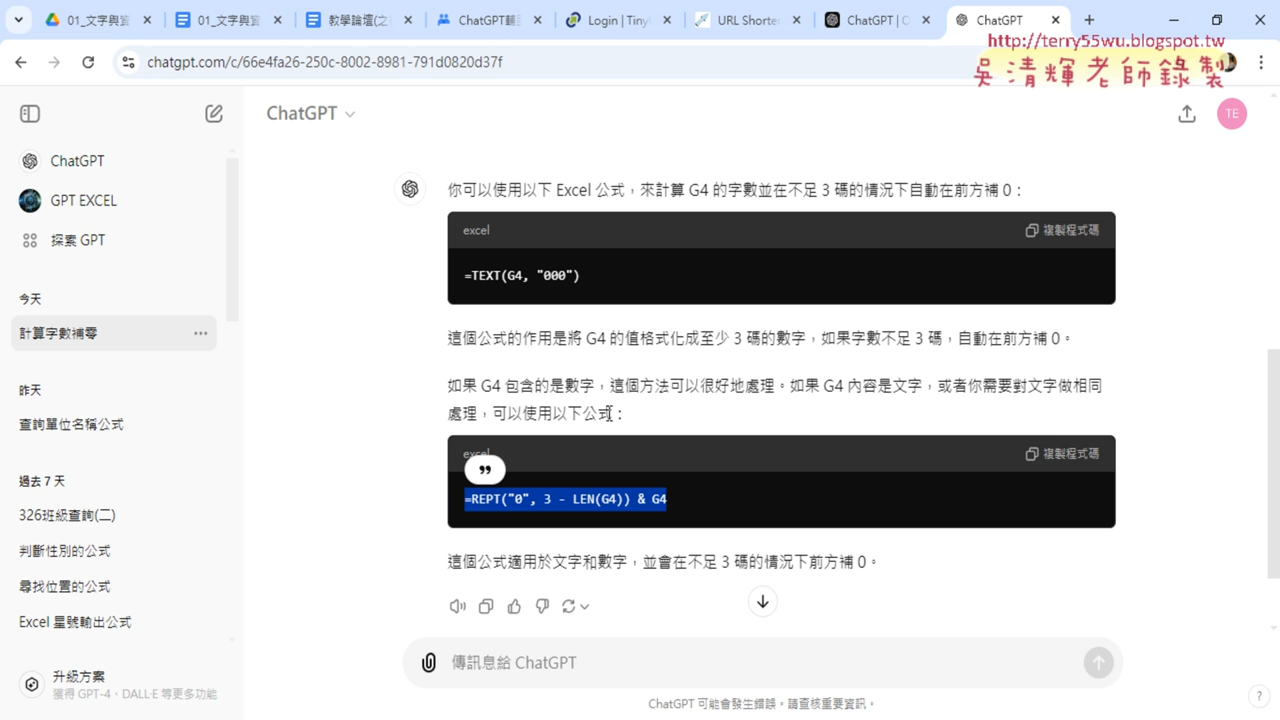 01_文字與資
01_文字與資
教學論壇(之
ChatGPT輔
Login | Tiny
URL Shorte
ChatGPT | C
ChatGPT
http://terry55wu.blogspot.tw
吳清輝老師錄製
chatgpt.com/c/66e4fa26-250c-8002-8981-791d0820d37f
ChatGPT
TE
ChatGPT
GPT EXCEL
探索 GPT
今天
計算字數補零
昨天
查詢單位名稱公式
過去 7 天
326班級查詢(二)
判斷性別的公式
尋找位置的公式
Excel 星號輸出公式
升級方案
獲得 GPT-4、DALL·E 等更多功能
你可以使用以下 Excel 公式，來計算 G4 的字數並在不足 3 碼的情況下自動在前方補 0：
excel
複製程式碼
=TEXT(G4, "000")
這個公式的作用是將 G4 的值格式化成至少 3 碼的數字，如果字數不足 3 碼，自動在前方補 0。
如果 G4 包含的是數字，這個方法可以很好地處理。如果 G4 內容是文字，或者你需要對文字做相同
處理，可以使用以下公式：
excel
複製程式碼
=REPT("0", 3 - LEN(G4)) & G4
這個公式適用於文字和數字，並會在不足 3 碼的情況下前方補 0。
傳訊息給 ChatGPT
ChatGPT 可能會發生錯誤。請查核重要資訊。
?